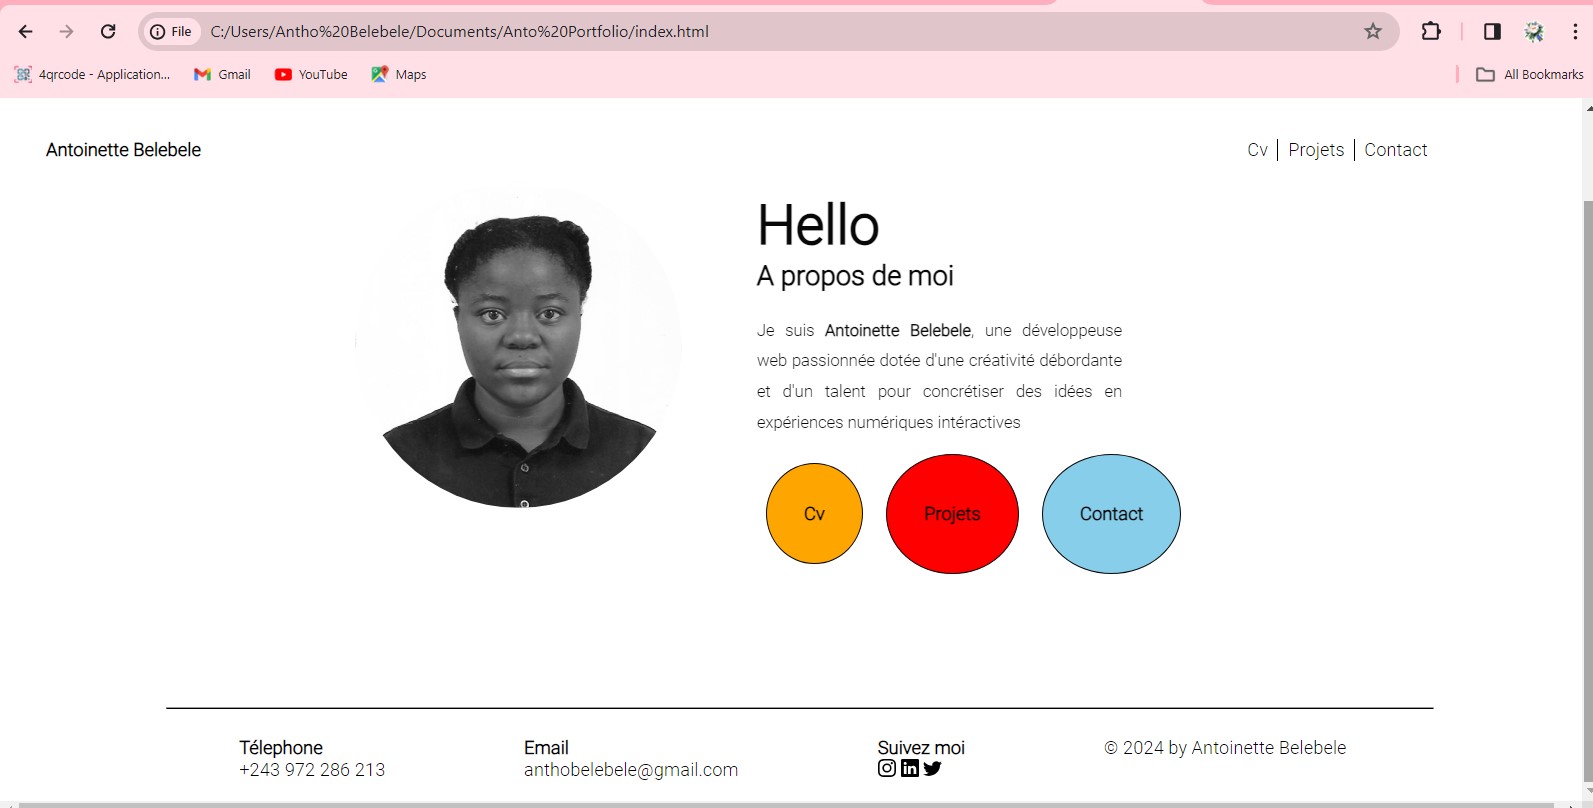 File C:/Users/Antho%20Belebele/Documents/Anto%20Portfolio/index.html
4qrcode - Application... Gmail YouTube Maps All Bookmarks
Antoinette Belebele Cv Projets Contact
Hello
A propos de moi
Je suis Antoinette Belebele, une développeuse
web passionnée dotée d'une créativité débordante
et d'un talent pour concrétiser des idées en
expériences numériques intéractives
Cv Projets Contact
Télephone Email Suivez moi © 2024 by Antoinette Belebele
+243 972 286 213 anthobelebele@gmail.com